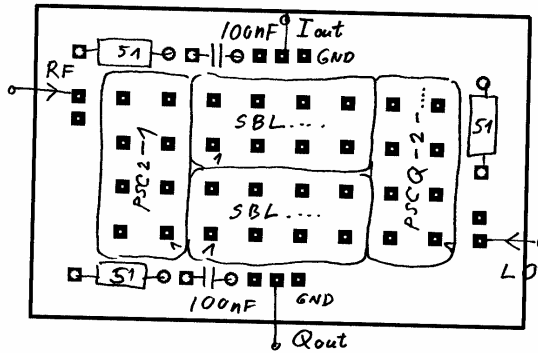 100nF Iout
51
GND
RF
SBL....
51
1
PSC2-1
PSCQ-2-....
SBL....
1
1
1
LO
51
100nF
GND
Qout